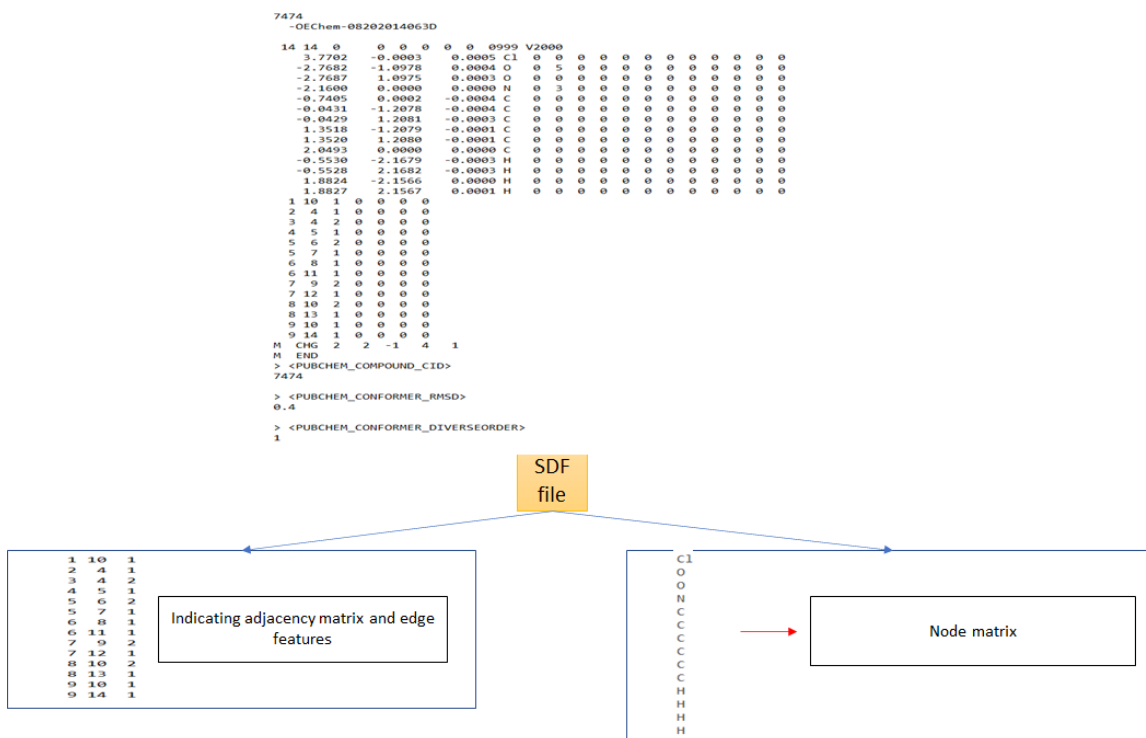 7474
-OEChem-08202014063D
14 14 0 0 0 0 0 0 0999 V2000
3.7702 -0.0003 0.0005 Cl 0 0 0 0 0 0 0 0 0 0 0 0
-2.7682 -1.0978 0.0004 O 0 5 0 0 0 0 0 0 0 0 0 0
-2.7687 1.0975 0.0003 O 0 0 0 0 0 0 0 0 0 0 0 0
-2.1600 0.0000 0.0000 N 0 3 0 0 0 0 0 0 0 0 0 0
-0.7405 0.0002 -0.0004 C 0 0 0 0 0 0 0 0 0 0 0 0
-0.0431 -1.2078 -0.0004 C 0 0 0 0 0 0 0 0 0 0 0 0
-0.0429 1.2081 -0.0003 C 0 0 0 0 0 0 0 0 0 0 0 0
1.3518 -1.2079 -0.0001 C 0 0 0 0 0 0 0 0 0 0 0 0
1.3520 1.2080 -0.0001 C 0 0 0 0 0 0 0 0 0 0 0 0
2.0493 0.0000 0.0000 C 0 0 0 0 0 0 0 0 0 0 0 0
-0.5530 -2.1679 -0.0003 H 0 0 0 0 0 0 0 0 0 0 0 0
-0.5528 2.1682 -0.0003 H 0 0 0 0 0 0 0 0 0 0 0 0
1.8824 -2.1566 0.0000 H 0 0 0 0 0 0 0 0 0 0 0 0
1.8827 2.1567 0.0001 H 0 0 0 0 0 0 0 0 0 0 0 0
1 10 1 0 0 0 0
2 4 1 0 0 0 0
3 4 2 0 0 0 0
4 5 1 0 0 0 0
5 6 2 0 0 0 0
5 7 1 0 0 0 0
6 8 1 0 0 0 0
6 11 1 0 0 0 0
7 9 2 0 0 0 0
7 12 1 0 0 0 0
8 10 2 0 0 0 0
8 13 1 0 0 0 0
9 10 1 0 0 0 0
9 14 1 0 0 0 0
M CHG 2 2 -1 4 1
M END
> <PUBCHEM_COMPOUND_CID>
7474
> <PUBCHEM_CONFORMER_RMSD>
0.4
> <PUBCHEM_CONFORMER_DIVERSEORDER>
1
SDF
file
1 10 1
2 4 1
3 4 2
4 5 1
5 6 2
5 7 1
6 8 1
6 11 1
7 9 2
7 12 1
8 10 2
8 13 1
9 10 1
9 14 1
Indicating adjacency matrix and edge
features
Cl
O
O
N
C
C
C
C
C
C
H
H
H
H
Node matrix